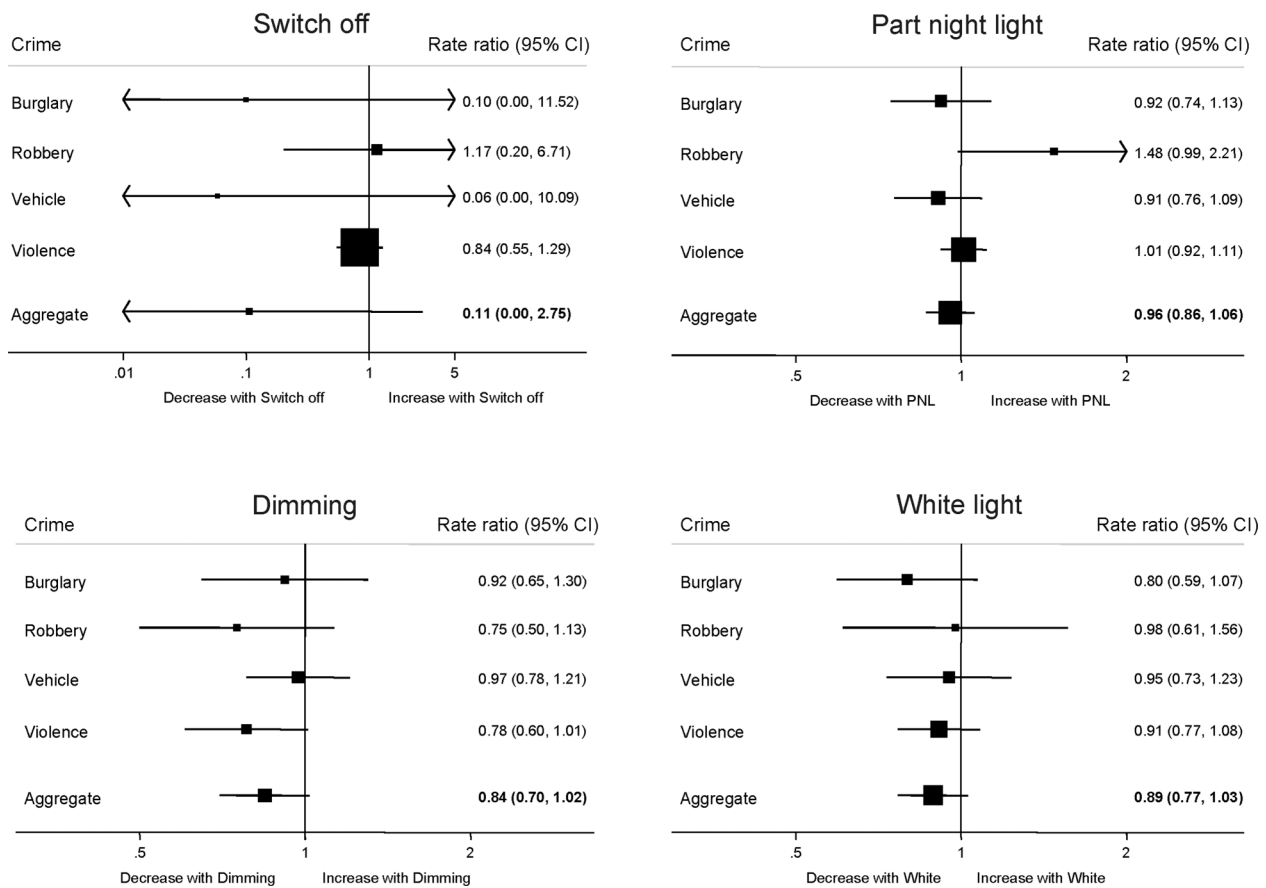 Switch off
Crime Rate ratio (95% CI)
Burglary 0.10 (0.00, 11.52)
Robbery 1.17 (0.20, 6.71)
Vehicle 0.06 (0.00, 10.09)
Violence 0.84 (0.55, 1.29)
Aggregate 0.11 (0.00, 2.75)
.01 .1 1 5
Decrease with Switch off Increase with Switch off
Part night light
Crime Rate ratio (95% CI)
Burglary 0.92 (0.74, 1.13)
Robbery 1.48 (0.99, 2.21)
Vehicle 0.91 (0.76, 1.09)
Violence 1.01 (0.92, 1.11)
Aggregate 0.96 (0.86, 1.06)
.5 1 2
Decrease with PNL Increase with PNL
Dimming
Crime Rate ratio (95% CI)
Burglary 0.92 (0.65, 1.30)
Robbery 0.75 (0.50, 1.13)
Vehicle 0.97 (0.78, 1.21)
Violence 0.78 (0.60, 1.01)
Aggregate 0.84 (0.70, 1.02)
.5 1 2
Decrease with Dimming Increase with Dimming
White light
Crime Rate ratio (95% CI)
Burglary 0.80 (0.59, 1.07)
Robbery 0.98 (0.61, 1.56)
Vehicle 0.95 (0.73, 1.23)
Violence 0.91 (0.77, 1.08)
Aggregate 0.89 (0.77, 1.03)
.5 1 2
Decrease with White Increase with White